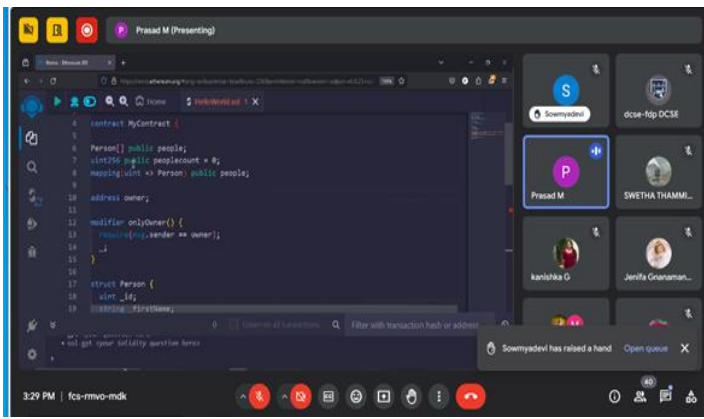 Prasad M (Presenting)
Home
HelloWorld.sol 1 X
4 contract MyContract {
5
6 Person[] public people;
7 uint256 public peoplecount = 0;
8 mapping(uint => Person) public people;
9
10 address owner;
11
12 modifier onlyOwner() {
13 require(msg.sender == owner);
14 _;
15 }
16
17 struct Person {
18 uint _id;
19 string _firstName;
0
Filter with transaction hash or address
S
Sowmyadevi
dcse-fdp DCSE
P
Prasad M
SWETHA THAMMI...
kanishka G
Jenifa Gnanaman...
M
Sowmyadevi has raised a hand Open queue X
3:29 PM | fcs-rmvo-mdk
40